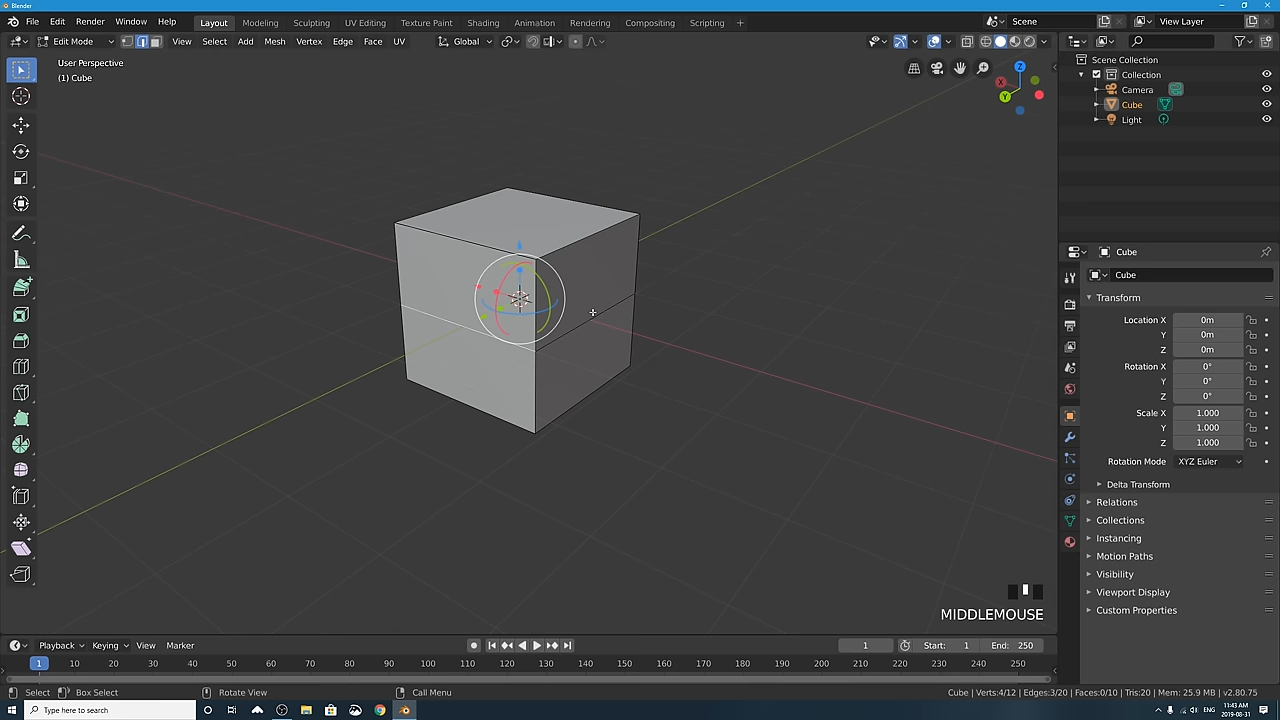 Blender
File Edit Render Window Help Layout Modeling Sculpting UV Editing Texture Paint Shading Animation Rendering Compositing Scripting + Scene View Layer
Edit Mode View Select Add Mesh Vertex Edge Face UV Global
User Perspective
(1) Cube
Z
X
Y
Scene Collection
Collection
Camera
Cube
Light
Cube
Cube
Transform
Location X 0m
Y 0m
Z 0m
Rotation X 0°
Y 0°
Z 0°
Scale X 1.000
Y 1.000
Z 1.000
Rotation Mode XYZ Euler
Delta Transform
Relations
Collections
Instancing
Motion Paths
Visibility
Viewport Display
Custom Properties
MIDDLEMOUSE
Playback Keying View Marker 1 Start: 1 End: 250
1 10 20 30 40 50 60 70 80 90 100 110 120 130 140 150 160 170 180 190 200 210 220 230 240 250
Select Box Select Rotate View Call Menu Cube | Verts:4/12 | Edges:3/20 | Faces:0/10 | Tris:20 | Mem: 25.9 MB | v2.80.75
Type here to search ENG 11:43 AM
2019-08-31